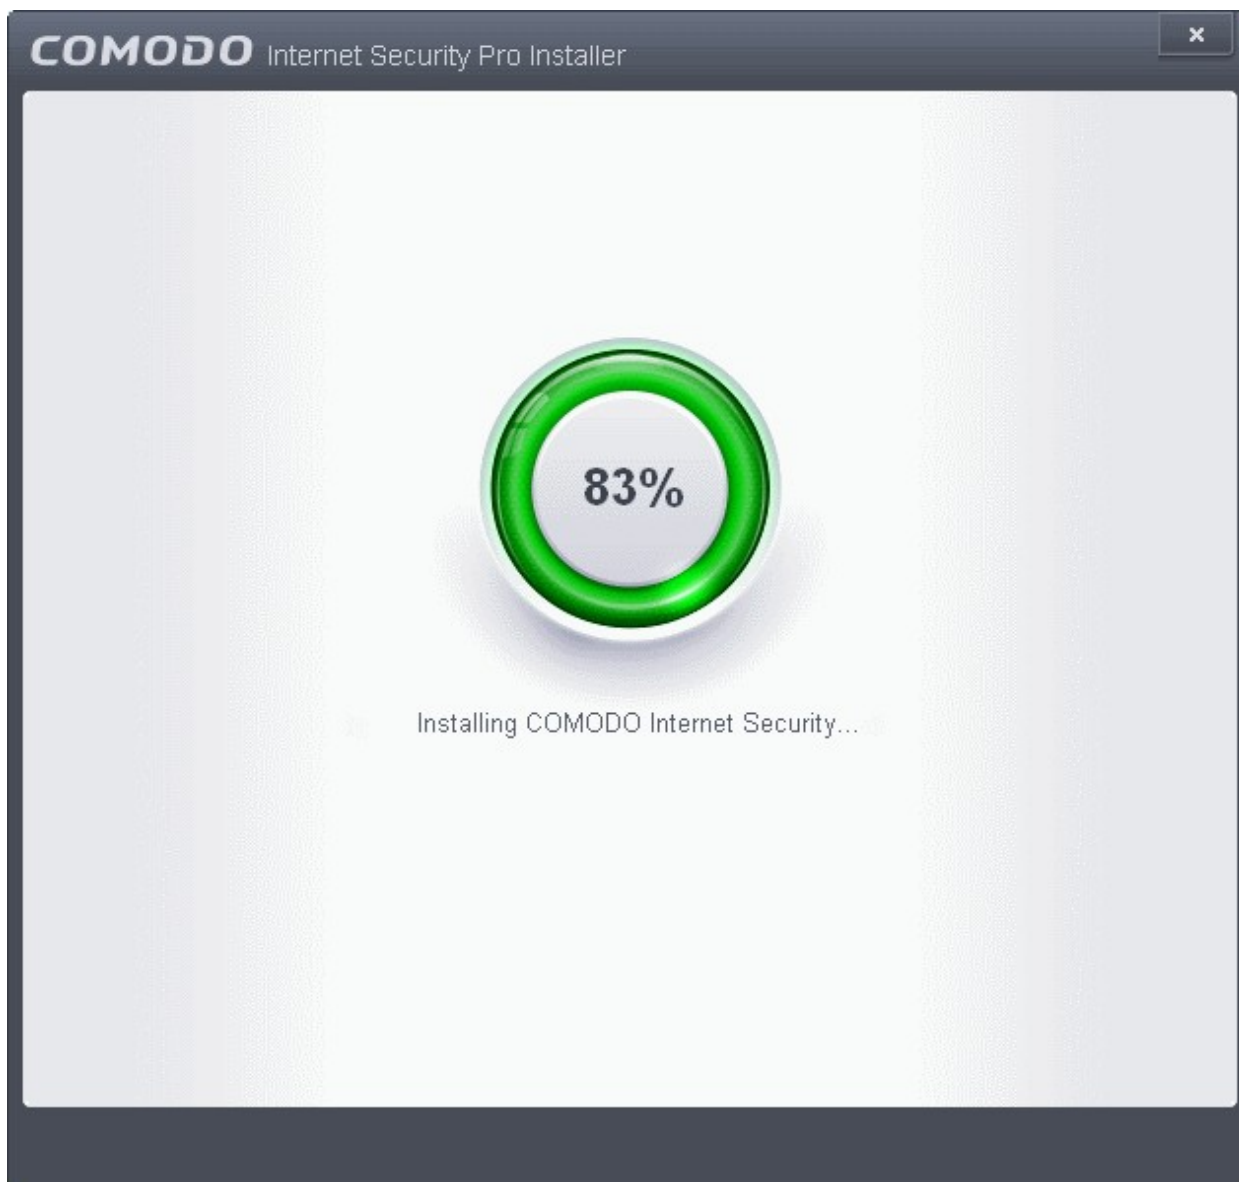 COMODO Internet Security Pro Installer
83%
Installing COMODO Internet Security...